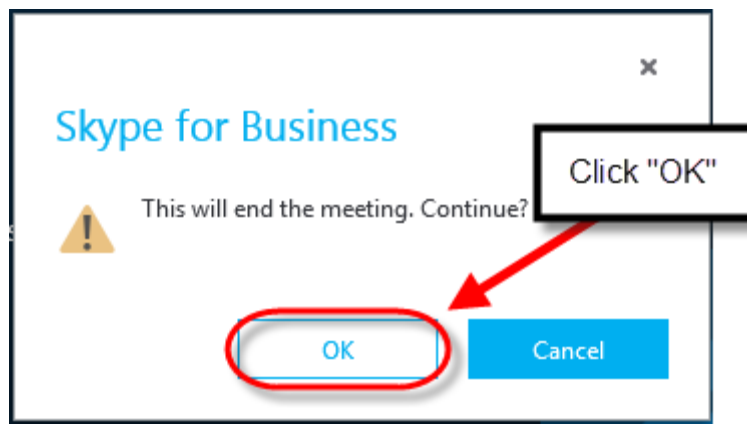 Skype for Business
Click "OK"
This will end the meeting. Continue?
OK
Cancel